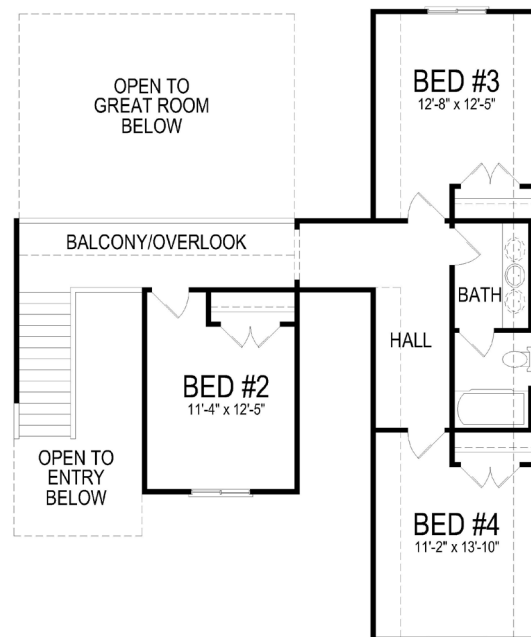 OPEN TO
GREAT ROOM
BELOW
BED #3
12'-8" x 12'-5"
BALCONY/OVERLOOK
BATH
HALL
BED #2
11'-4" x 12'-5"
OPEN TO
ENTRY
BELOW
BED #4
11'-2" x 13'-10"